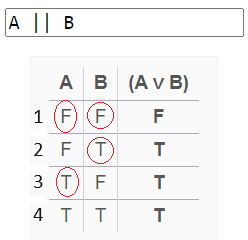 A || B
A B (A ∨ B)
1 F F F
2 F T T
3 T F T
4 T T T